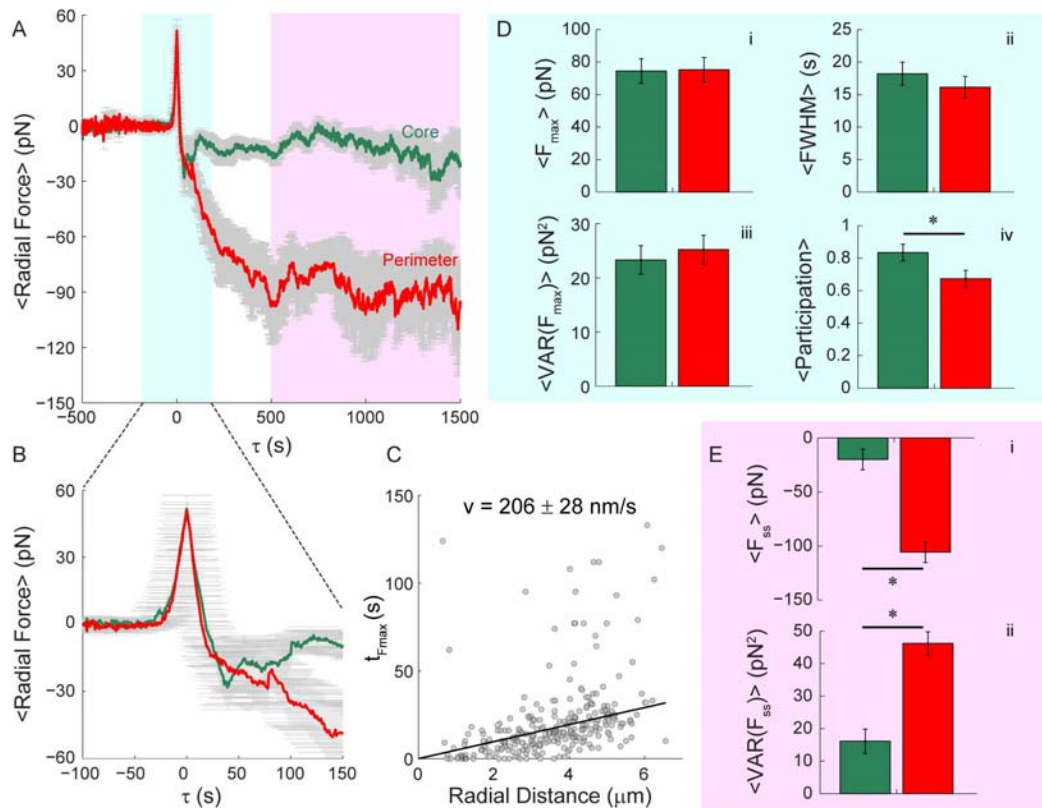 A
<Radial Force> (pN)
60
30
0
−30
−60
−90
−120
−150
Core
Perimeter
−500
0
500
1000
1500
τ (s)
B
<Radial Force> (pN)
60
30
0
−30
−60
−100
−50
0
50
100
150
τ (s)
C
v = 206 ± 28 nm/s
t_Fmax (s)
150
100
50
0
0
2
4
6
Radial Distance (μm)
D
i
<F_max> (pN)
100
80
60
40
20
0
ii
<FWHM> (s)
25
20
15
10
5
0
iii
<VAR(F_max)> (pN²)
30
20
10
0
iv
*
<Participation>
1
0.8
0.6
0.4
0.2
0
E
i
<F_ss> (pN)
0
−50
−100
−150
*
ii
*
<VAR(F_ss)> (pN²)
50
40
30
20
10
0